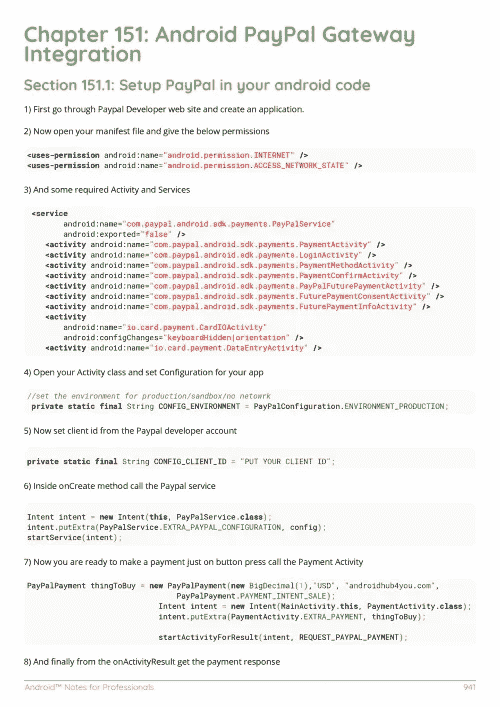 Chapter 151: Android PayPal Gateway
Integration
Section 151.1: Setup PayPal in your android code
1) First go through Paypal Developer web site and create an application.
2) Now open your manifest file and give the below permissions
<uses-permission android:name="android.permission.INTERNET" />
<uses-permission android:name="android.permission.ACCESS_NETWORK_STATE" />
3) And some required Activity and Services
<service
android:name="com.paypal.android.sdk.payments.PayPalService"
android:exported="false" />
<activity android:name="com.paypal.android.sdk.payments.PaymentActivity" />
<activity android:name="com.paypal.android.sdk.payments.LoginActivity" />
<activity android:name="com.paypal.android.sdk.payments.PaymentMethodActivity" />
<activity android:name="com.paypal.android.sdk.payments.PaymentConfirmActivity" />
<activity android:name="com.paypal.android.sdk.payments.PayPalFuturePaymentActivity" />
<activity android:name="com.paypal.android.sdk.payments.FuturePaymentConsentActivity" />
<activity android:name="com.paypal.android.sdk.payments.FuturePaymentInfoActivity" />
<activity
android:name="io.card.payment.CardIOActivity"
android:configChanges="keyboardHidden|orientation" />
<activity android:name="io.card.payment.DataEntryActivity" />
4) Open your Activity class and set Configuration for your app
//set the environment for production/sandbox/no netowrk
private static final String CONFIG_ENVIRONMENT = PayPalConfiguration.ENVIRONMENT_PRODUCTION;
5) Now set client id from the Paypal developer account
private static final String CONFIG_CLIENT_ID = "PUT YOUR CLIENT ID";
6) Inside onCreate method call the Paypal service
Intent intent = new Intent(this, PayPalService.class);
intent.putExtra(PayPalService.EXTRA_PAYPAL_CONFIGURATION, config);
startService(intent);
7) Now you are ready to make a payment just on button press call the Payment Activity
PayPalPayment thingToBuy = new PayPalPayment(new BigDecimal(1),"USD", "androidhub4you.com",
PayPalPayment.PAYMENT_INTENT_SALE);
Intent intent = new Intent(MainActivity.this, PaymentActivity.class);
intent.putExtra(PaymentActivity.EXTRA_PAYMENT, thingToBuy);
startActivityForResult(intent, REQUEST_PAYPAL_PAYMENT);
8) And finally from the onActivityResult get the payment response
Android™ Notes for Professionals
941